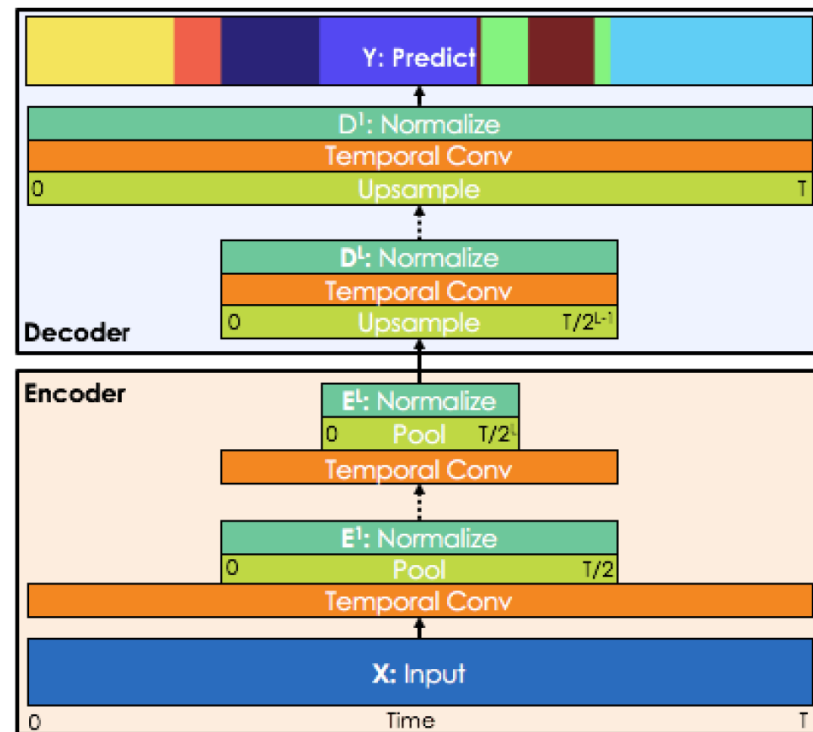 Y: Predict
D¹: Normalize
Temporal Conv
0 Upsample T
Dᴸ: Normalize
Temporal Conv
0 Upsample T/2ᴸ⁻¹
Decoder
Encoder
Eᴸ: Normalize
0 Pool T/2ᴸ
Temporal Conv
E¹: Normalize
0 Pool T/2
Temporal Conv
X: Input
0 Time T